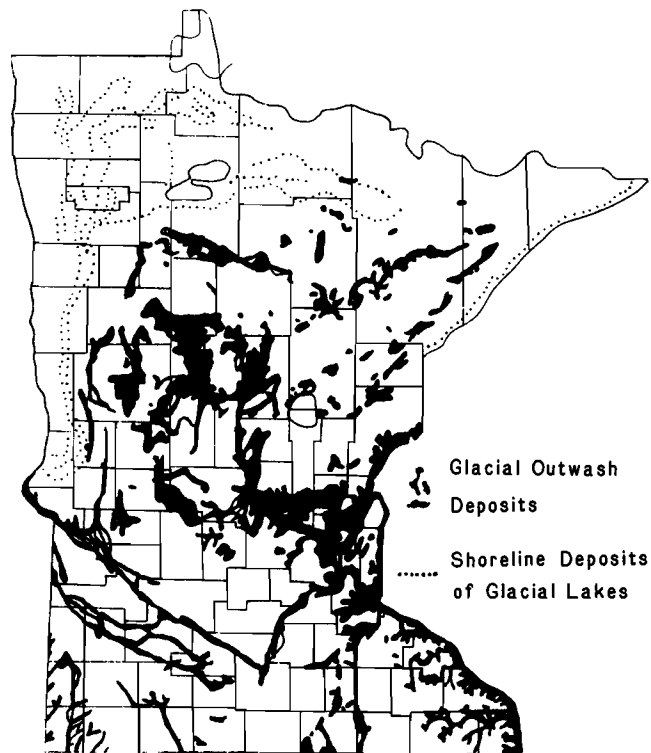 Glacial Outwash
Deposits
Shoreline Deposits
of Glacial Lakes